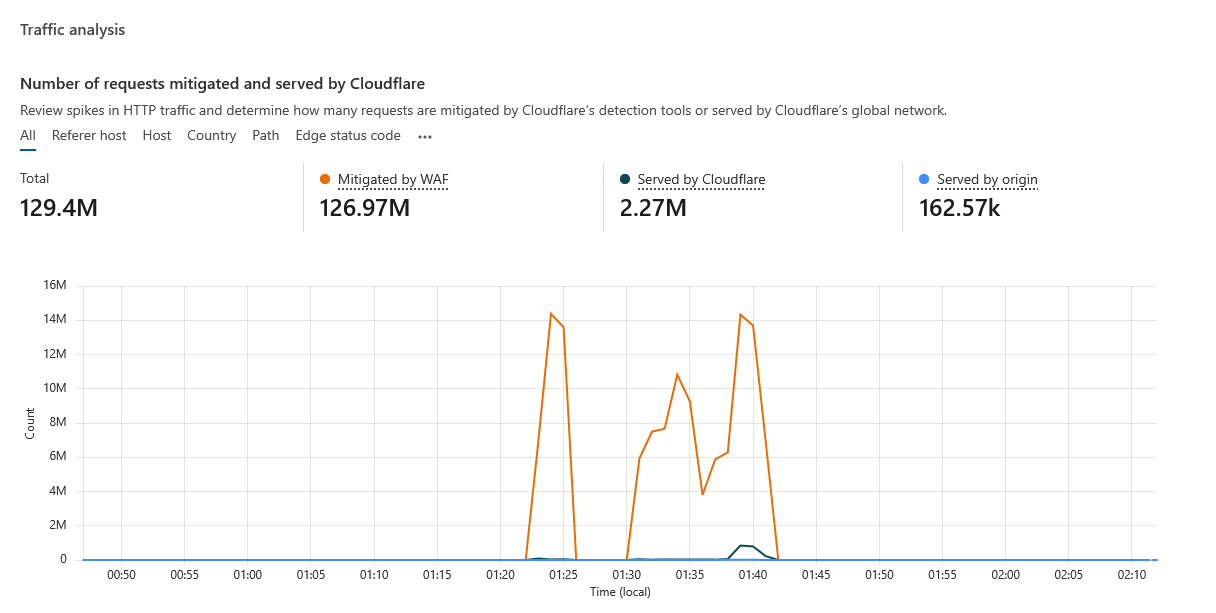 Traffic analysis
Number of requests mitigated and served by Cloudflare
Review spikes in HTTP traffic and determine how many requests are mitigated by Cloudflare's detection tools or served by Cloudflare's global network.
All Referer host Host Country Path Edge status code •••
Total Mitigated by WAF Served by Cloudflare Served by origin
129.4M 126.97M 2.27M 162.57k
16M
14M
12M
10M
8M
6M
4M
2M
0
Count
00:50 00:55 01:00 01:05 01:10 01:15 01:20 01:25 01:30 01:35 01:40 01:45 01:50 01:55 02:00 02:05 02:10
Time (local)